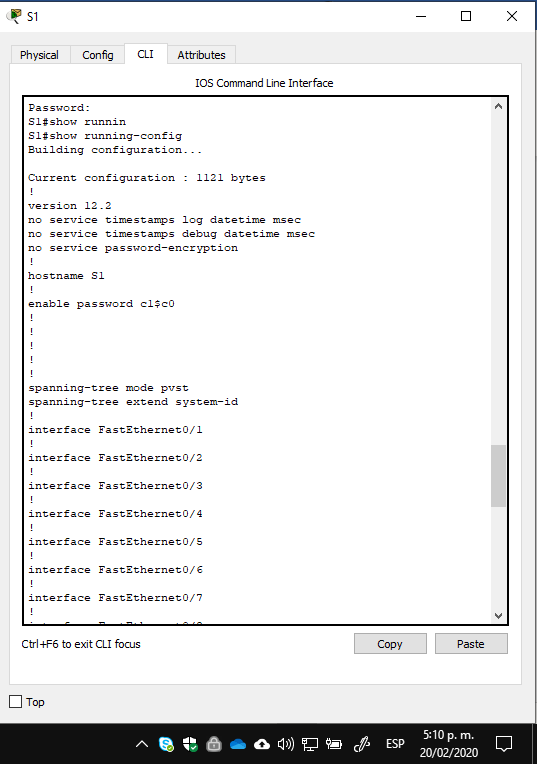 S1
Physical Config CLI Attributes
IOS Command Line Interface
Password:
S1#show runnin
S1#show running-config
Building configuration...
Current configuration : 1121 bytes
!
version 12.2
no service timestamps log datetime msec
no service timestamps debug datetime msec
no service password-encryption
!
hostname S1
!
enable password c1$c0
!
!
!
!
!
spanning-tree mode pvst
spanning-tree extend system-id
!
interface FastEthernet0/1
!
interface FastEthernet0/2
!
interface FastEthernet0/3
!
interface FastEthernet0/4
!
interface FastEthernet0/5
!
interface FastEthernet0/6
!
interface FastEthernet0/7
!
Ctrl+F6 to exit CLI focus Copy Paste
Top
ESP
5:10 p. m.
20/02/2020